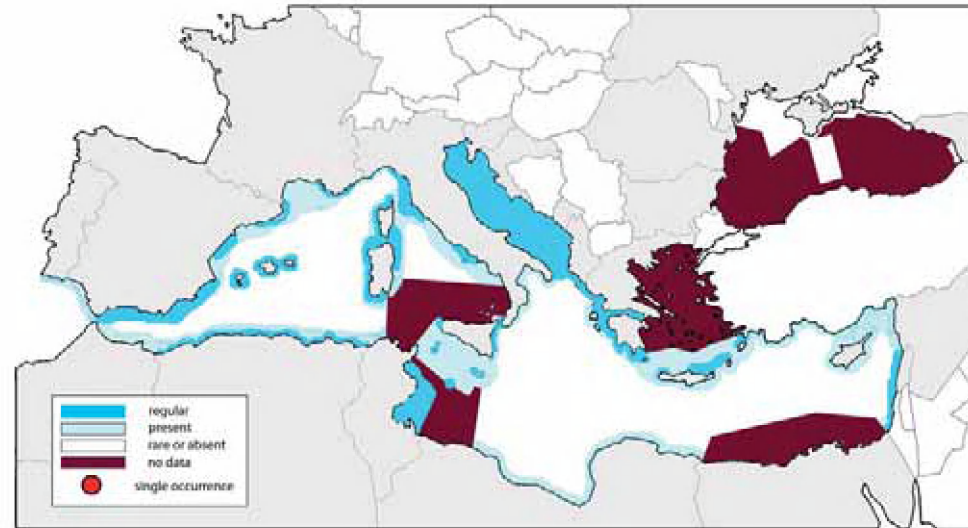 regular
present
rare or absent
no data
single occurrence